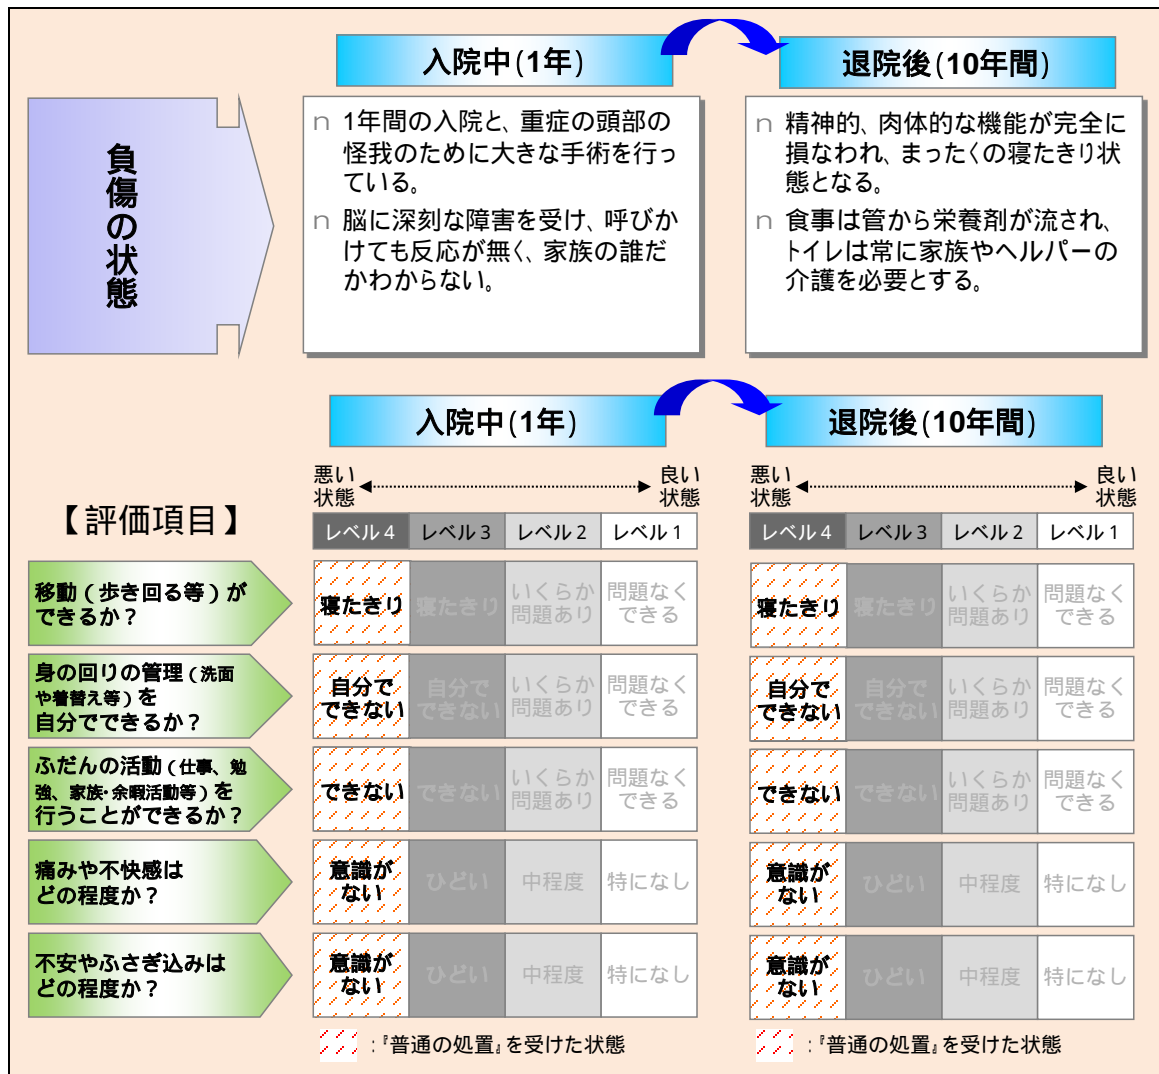 入院中(1年)
退院後(10年間)
負傷の状態
n 1年間の入院と、重症の頭部の
怪我のために大きな手術を行っ
ている。
n 脳に深刻な障害を受け、呼びか
けても反応が無く、家族の誰だ
かわからない。
n 精神的、肉体的な機能が完全に
損なわれ、まったくの寝たきり状
態となる。
n 食事は管から栄養剤が流され、
トイレは常に家族やヘルパーの
介護を必要とする。
入院中(1年)
退院後(10年間)
悪い
状態
良い
状態
悪い
状態
良い
状態
【評価項目】
レベル4 レベル3 レベル2 レベル1
レベル4 レベル3 レベル2 レベル1
移動(歩き回る等)が
できるか?
寝たきり
寝たきり
いくらか
問題あり
問題なく
できる
寝たきり
寝たきり
いくらか
問題あり
問題なく
できる
身の回りの管理(洗面
や着替え等)を
自分でできるか?
自分で
できない
自分で
できない
いくらか
問題あり
問題なく
できる
自分で
できない
自分で
できない
いくらか
問題あり
問題なく
できる
ふだんの活動(仕事、勉
強、家族・余暇活動等)を
行うことができるか?
できない
できない
いくらか
問題あり
問題なく
できる
できない
できない
いくらか
問題あり
問題なく
できる
痛みや不快感は
どの程度か?
意識が
ない
ひどい
中程度
特になし
意識が
ない
ひどい
中程度
特になし
不安やふさぎ込みは
どの程度か?
意識が
ない
ひどい
中程度
特になし
意識が
ない
ひどい
中程度
特になし
:『普通の処置』を受けた状態
:『普通の処置』を受けた状態